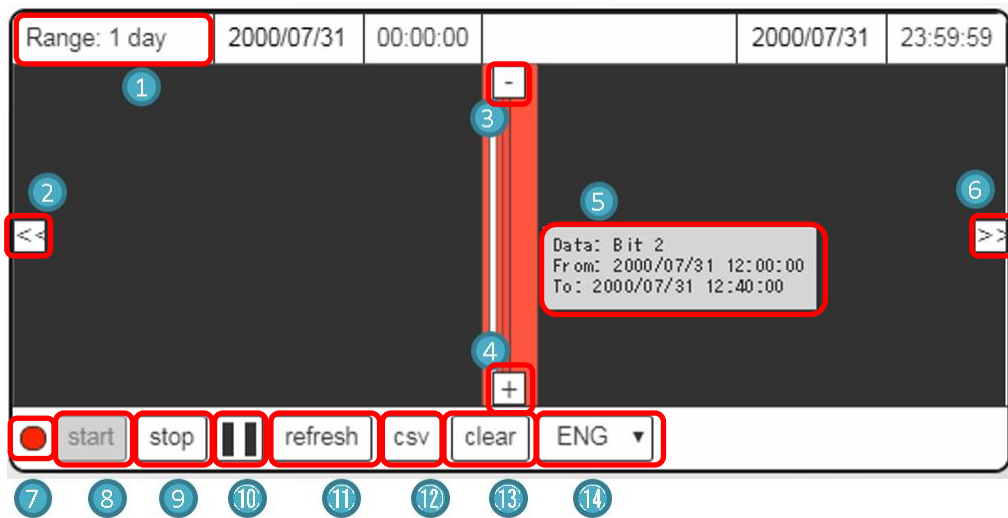 Range: 1 day 2000/07/31 00:00:00 2000/07/31 23:59:59
①
-
③
②
⑤
⑥
<<
>>
Data: Bit 2
From: 2000/07/31 12:00:00
To: 2000/07/31 12:40:00
④
+
start stop refresh csv clear ENG ▼
⑦ ⑧ ⑨ ⑩ ⑪ ⑫ ⑬ ⑭